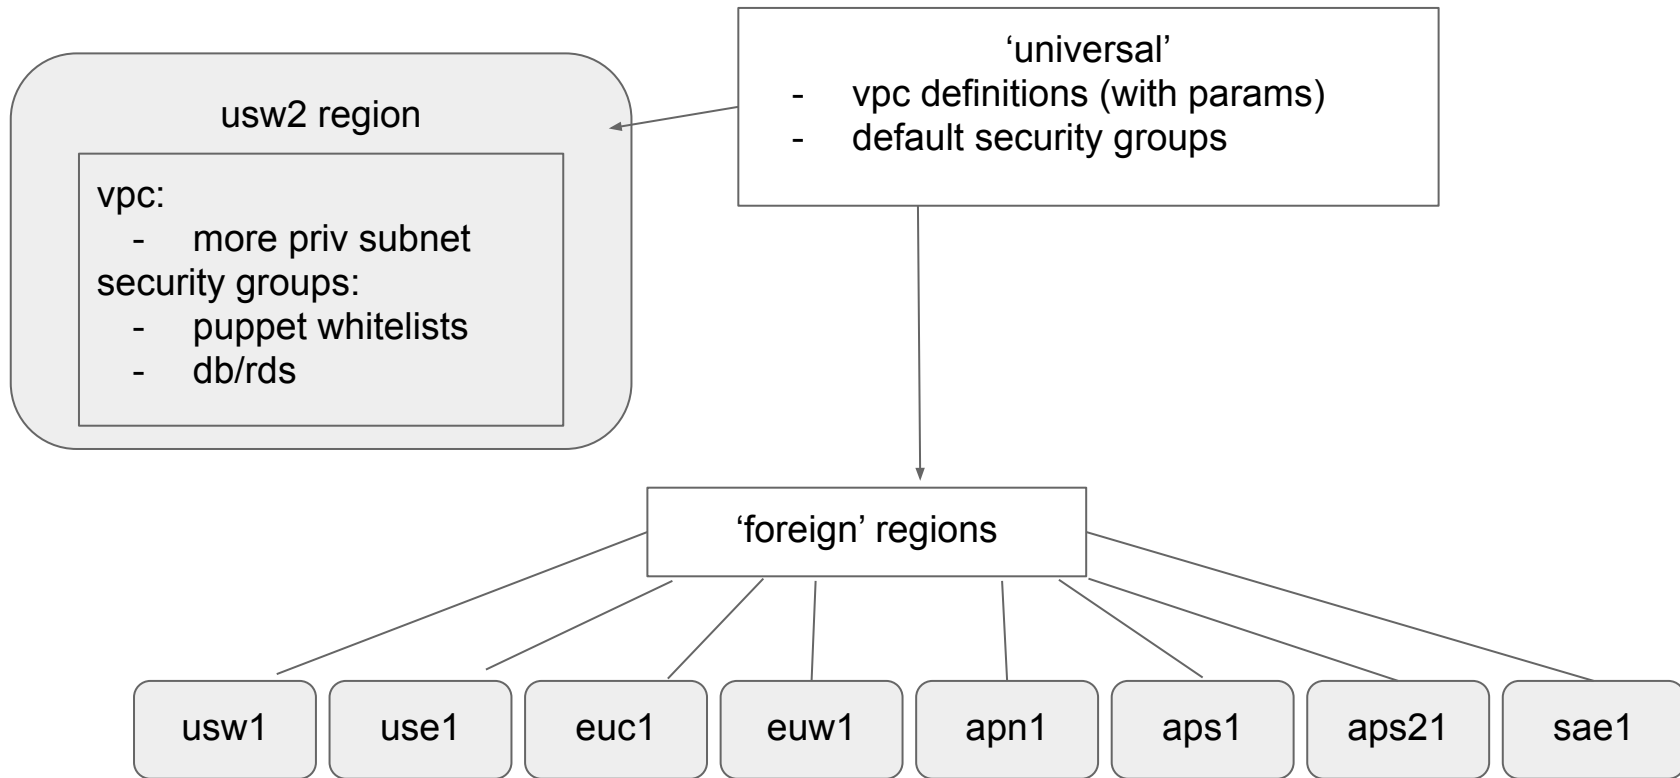 ‘universal’
- vpc definitions (with params)
- default security groups
usw2 region
vpc:
- more priv subnet
security groups:
- puppet whitelists
- db/rds
‘foreign’ regions
usw1
use1
euc1
euw1
apn1
aps1
aps21
sae1